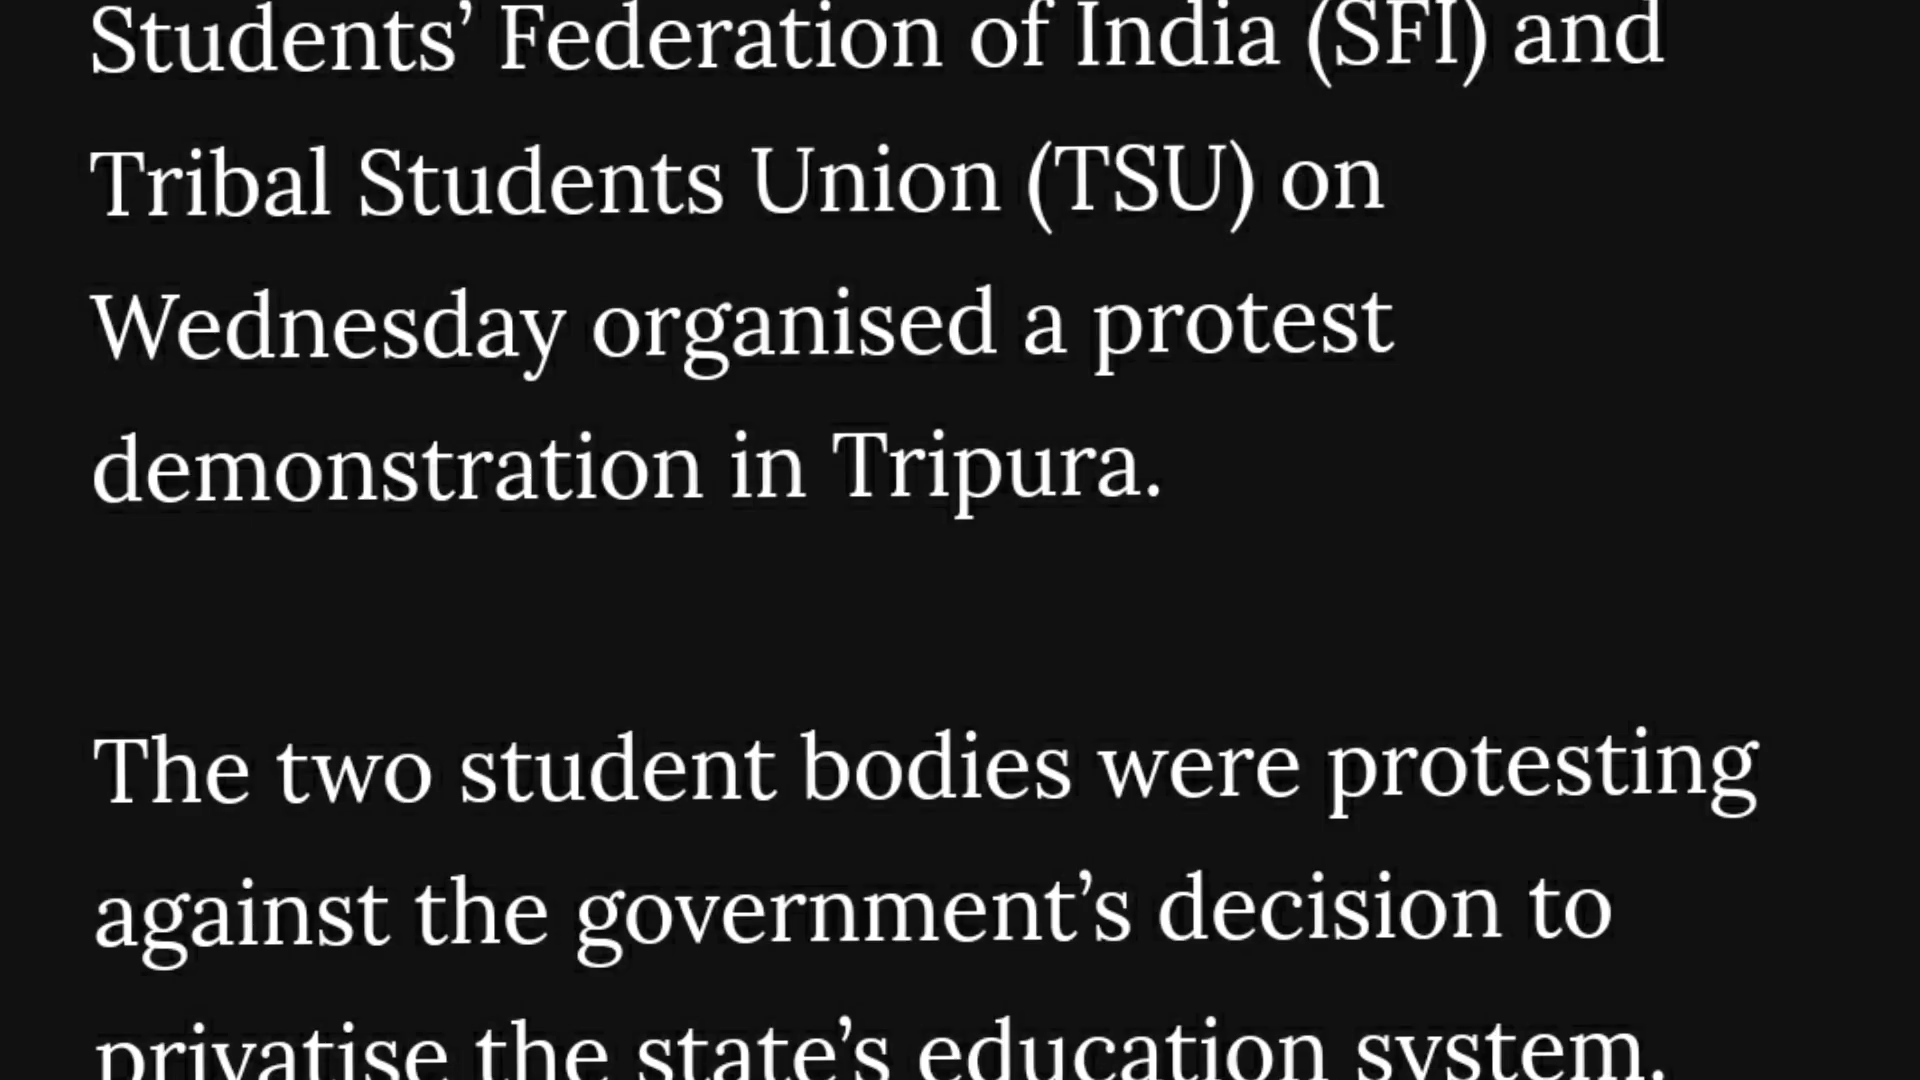 Students’ Federation of India (SFI) and
Tribal Students Union (TSU) on
Wednesday organised a protest
demonstration in Tripura.
The two student bodies were protesting
against the government’s decision to
privatise the state’s education system.